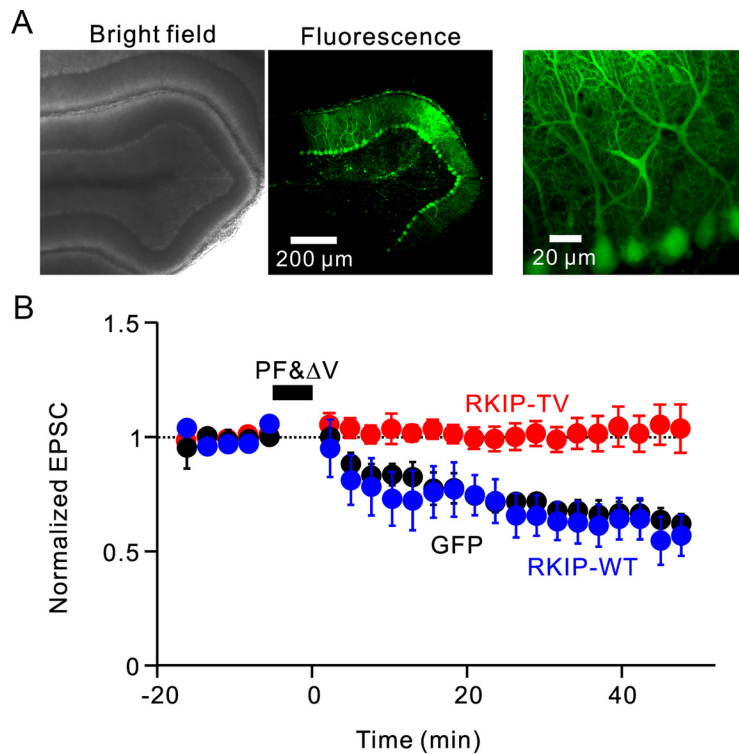 A
Bright field
Fluorescence
200 µm
20 µm
B
1.5
PF&ΔV
RKIP-TV
1
Normalized EPSC
GFP
0.5
RKIP-WT
0
-20
0
20
40
Time (min)